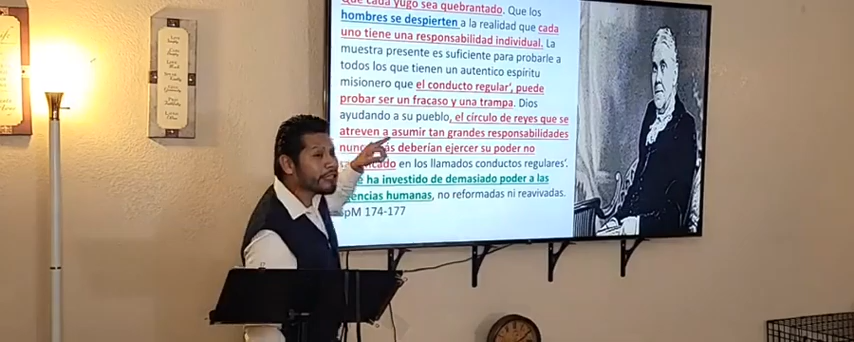 Que cada yugo sea quebrantado. Que los
hombres se despierten a la realidad que cada
uno tiene una responsabilidad individual. La
muestra presente es suficiente para probarle a
todos los que tienen un autentico espíritu
misionero que el conducto regular', puede
probar ser un fracaso y una trampa. Dios
ayudando a su pueblo, el círculo de reyes que se
atreven a asumir tan grandes responsabilidades
deberían ejercer su poder no
en los llamados conductos regulares'.
ha investido de demasiado poder a las
humanas, no reformadas ni reavivadas.
174-177